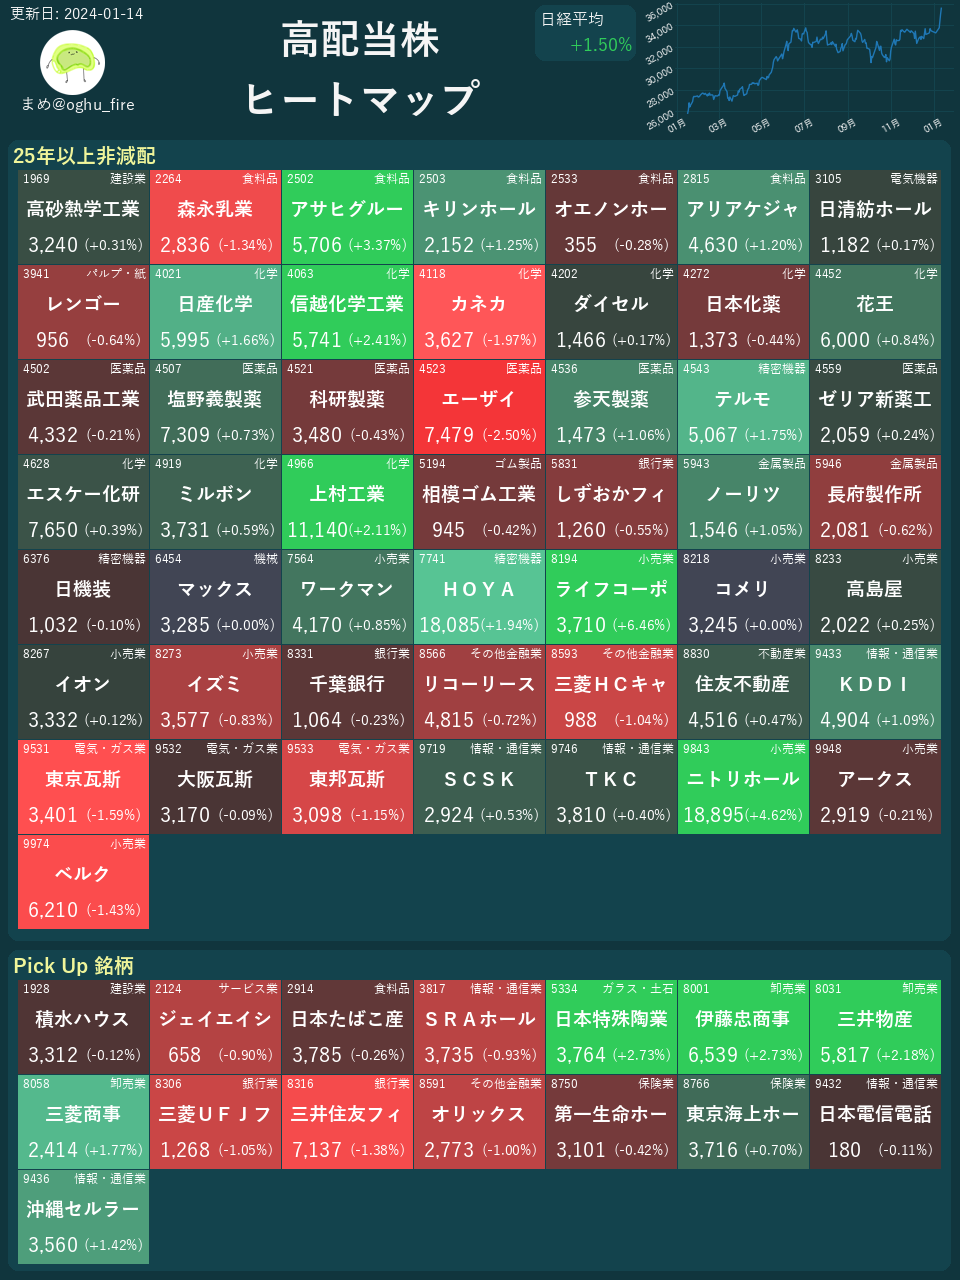 更新日: 2024-01-14
まめ@oghu_fire
高配当株
ヒートマップ
日経平均
+1.50%
36,000
34,000
32,000
30,000
28,000
26,000
01月 03月 05月 07月 09月 11月 01月
25年以上非減配
1969 建設業 2264 食料品 2502 食料品 2503 食料品 2533 食料品 2815 食料品 3105 電気機器
高砂熱学工業 森永乳業 アサヒグルー キリンホール オエノンホー アリアケジャ 日清紡ホール
3,240 (+0.31%) 2,836 (-1.34%) 5,706 (+3.37%) 2,152 (+1.25%) 355 (-0.28%) 4,630 (+1.20%) 1,182 (+0.17%)
3941 パルプ・紙 4021 化学 4063 化学 4118 化学 4202 化学 4272 化学 4452 化学
レンゴー 日産化学 信越化学工業 カネカ ダイセル 日本化薬 花王
956 (-0.64%) 5,995 (+1.66%) 5,741 (+2.41%) 3,627 (-1.97%) 1,466 (+0.17%) 1,373 (-0.44%) 6,000 (+0.84%)
4502 医薬品 4507 医薬品 4521 医薬品 4523 医薬品 4536 医薬品 4543 精密機器 4559 医薬品
武田薬品工業 塩野義製薬 科研製薬 エーザイ 参天製薬 テルモ ゼリア新薬工
4,332 (-0.21%) 7,309 (+0.73%) 3,480 (-0.43%) 7,479 (-2.50%) 1,473 (+1.06%) 5,067 (+1.75%) 2,059 (+0.24%)
4628 化学 4919 化学 4966 化学 5194 ゴム製品 5831 銀行業 5943 金属製品 5946 金属製品
エスケー化研 ミルボン 上村工業 相模ゴム工業 しずおかフィ ノーリツ 長府製作所
7,650 (+0.39%) 3,731 (+0.59%) 11,140(+2.11%) 945 (-0.42%) 1,260 (-0.55%) 1,546 (+1.05%) 2,081 (-0.62%)
6376 精密機器 6454 機械 7564 小売業 7741 精密機器 8194 小売業 8218 小売業 8233 小売業
日機装 マックス ワークマン ＨＯＹＡ ライフコーポ コメリ 高島屋
1,032 (-0.10%) 3,285 (+0.00%) 4,170 (+0.85%) 18,085(+1.94%) 3,710 (+6.46%) 3,245 (+0.00%) 2,022 (+0.25%)
8267 小売業 8273 小売業 8331 銀行業 8566 その他金融業 8593 その他金融業 8830 不動産業 9433 情報・通信業
イオン イズミ 千葉銀行 リコーリース 三菱ＨＣキャ 住友不動産 ＫＤＤＩ
3,332 (+0.12%) 3,577 (-0.83%) 1,064 (-0.23%) 4,815 (-0.72%) 988 (-1.04%) 4,516 (+0.47%) 4,904 (+1.09%)
9531 電気・ガス業 9532 電気・ガス業 9533 電気・ガス業 9719 情報・通信業 9746 情報・通信業 9843 小売業 9948 小売業
東京瓦斯 大阪瓦斯 東邦瓦斯 ＳＣＳＫ ＴＫＣ ニトリホール アークス
3,401 (-1.59%) 3,170 (-0.09%) 3,098 (-1.15%) 2,924 (+0.53%) 3,810 (+0.40%) 18,895(+4.62%) 2,919 (-0.21%)
9974 小売業
ベルク
6,210 (-1.43%)
Pick Up 銘柄
1928 建設業 2124 サービス業 2914 食料品 3817 情報・通信業 5334 ガラス・土石 8001 卸売業 8031 卸売業
積水ハウス ジェイエイシ 日本たばこ産 ＳＲＡホール 日本特殊陶業 伊藤忠商事 三井物産
3,312 (-0.12%) 658 (-0.90%) 3,785 (-0.26%) 3,735 (-0.93%) 3,764 (+2.73%) 6,539 (+2.73%) 5,817 (+2.18%)
8058 卸売業 8306 銀行業 8316 銀行業 8591 その他金融業 8750 保険業 8766 保険業 9432 情報・通信業
三菱商事 三菱ＵＦＪフ 三井住友フィ オリックス 第一生命ホー 東京海上ホー 日本電信電話
2,414 (+1.77%) 1,268 (-1.05%) 7,137 (-1.38%) 2,773 (-1.00%) 3,101 (-0.42%) 3,716 (+0.70%) 180 (-0.11%)
9436 情報・通信業
沖縄セルラー
3,560 (+1.42%)